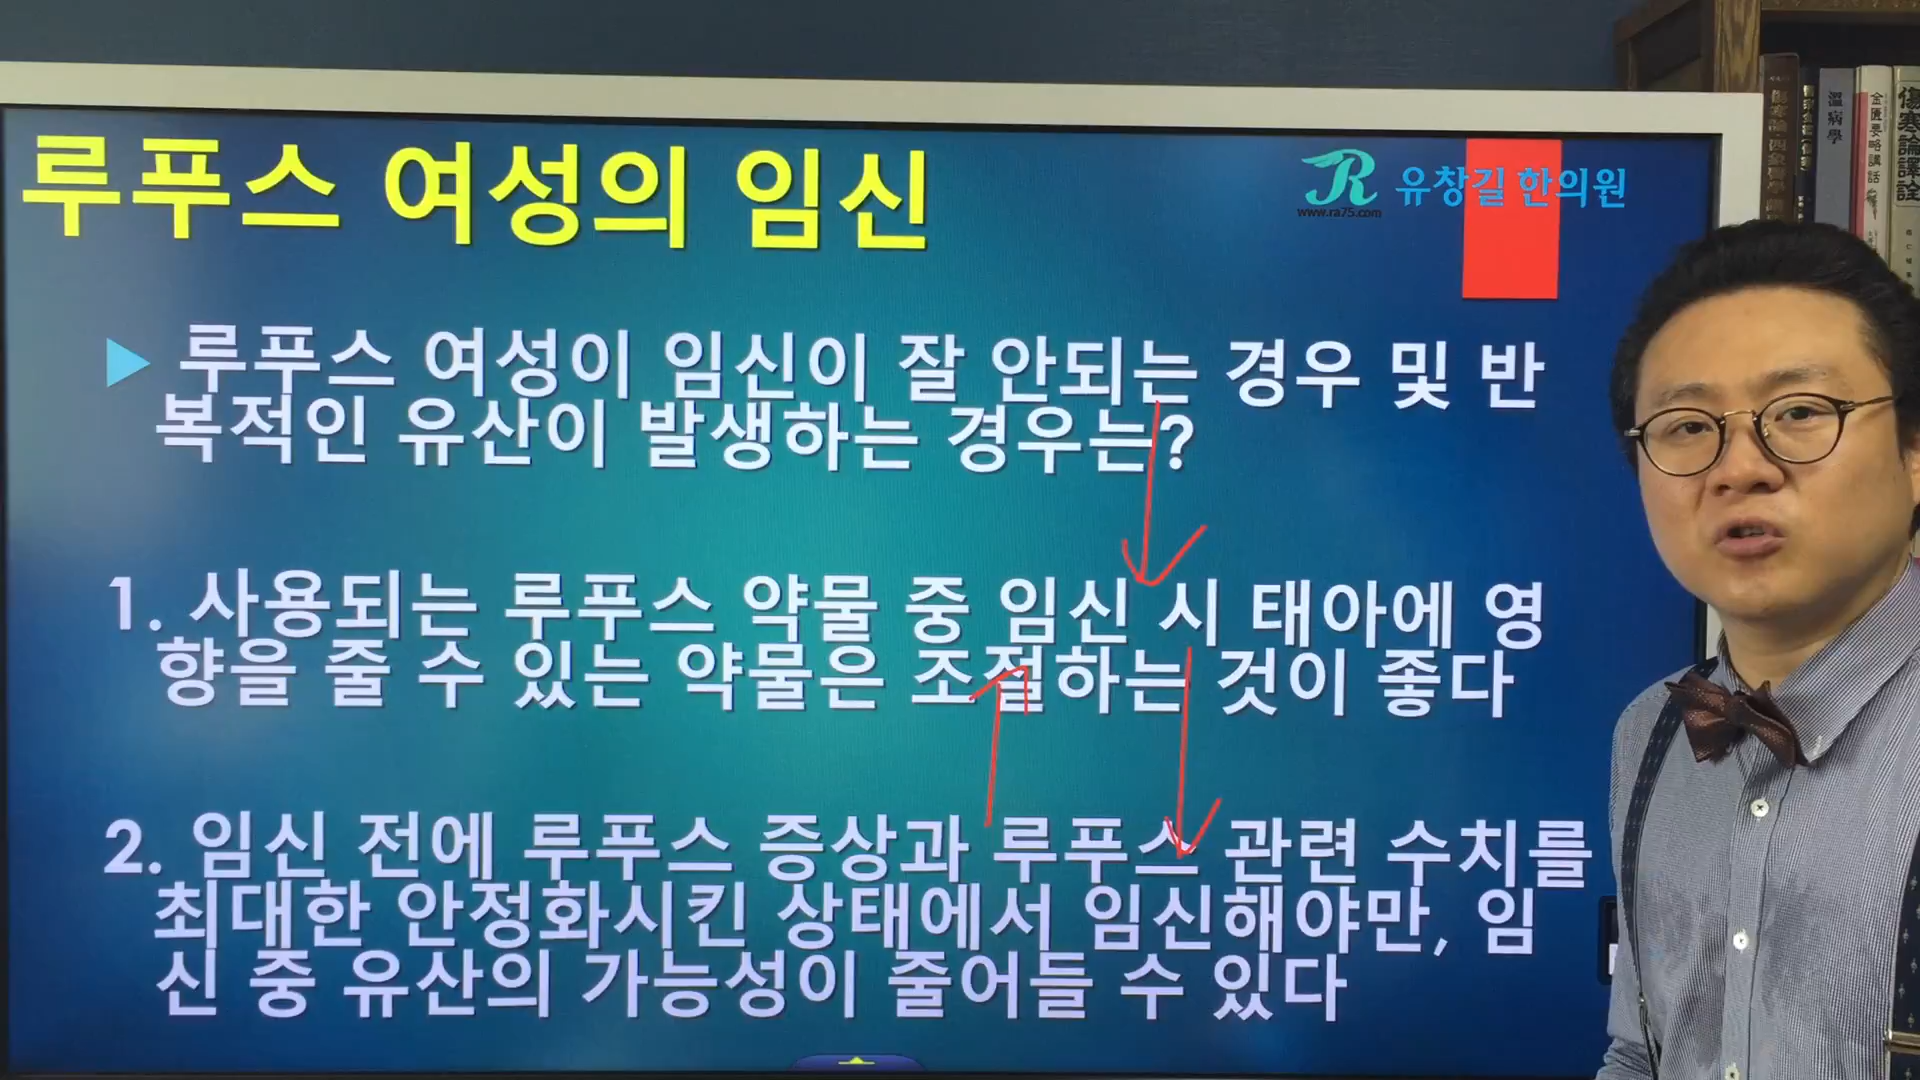 루푸스 여성의 임신
R 유창길 한의원
www.ra75.com
루푸스 여성이 임신이 잘 안되는 경우 및 반
복적인 유산이 발생하는 경우는?
1. 사용되는 루푸스 약물 중 임신 시 태아에 영
향을 줄 수 있는 약물은 조절하는 것이 좋다
2. 임신 전에 루푸스 증상과 루푸스 관련 수치를
최대한 안정화시킨 상태에서 임신해야만, 임
신 중 유산의 가능성이 줄어들 수 있다
溫病學
金匱要略講話
傷寒論譯詮